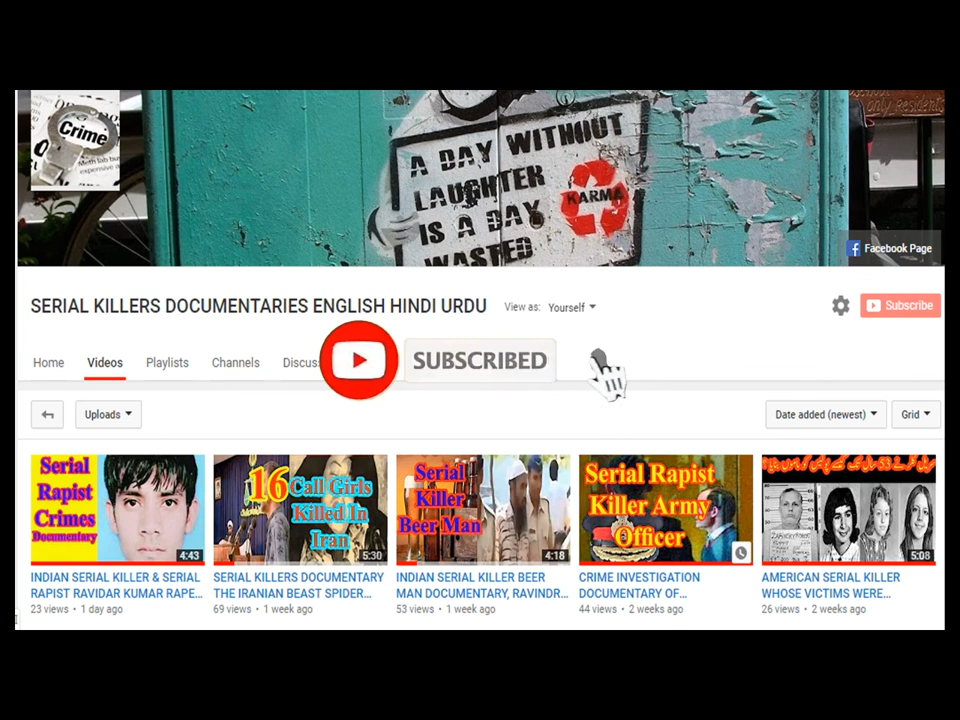 Crime
Meth lab
expensive
A DAY WITHOUT
LAUGHTER
IS A DAY
WASTED
KARMA
only Residents
Facebook Page
SERIAL KILLERS DOCUMENTARIES ENGLISH HINDI URDU
View as: Yourself
Subscribe
Home Videos Playlists Channels Discuss
SUBSCRIBED
Uploads
Date added (newest)
Grid
Serial
Rapist
Crimes
Documentary
4:43
INDIAN SERIAL KILLER & SERIAL
RAPIST RAVIDAR KUMAR RAPE...
23 views • 1 day ago
16 Call Girls
Killed In
Iran
5:30
SERIAL KILLERS DOCUMENTARY
THE IRANIAN BEAST SPIDER...
69 views • 1 week ago
Serial
Killer
Beer Man
4:18
INDIAN SERIAL KILLER BEER
MAN DOCUMENTARY, RAVINDR...
53 views • 1 week ago
Serial Rapist
Killer Army
Officer
CRIME INVESTIGATION
DOCUMENTARY OF...
44 views • 2 weeks ago
5:08
AMERICAN SERIAL KILLER
WHOSE VICTIMS WERE...
26 views • 2 weeks ago